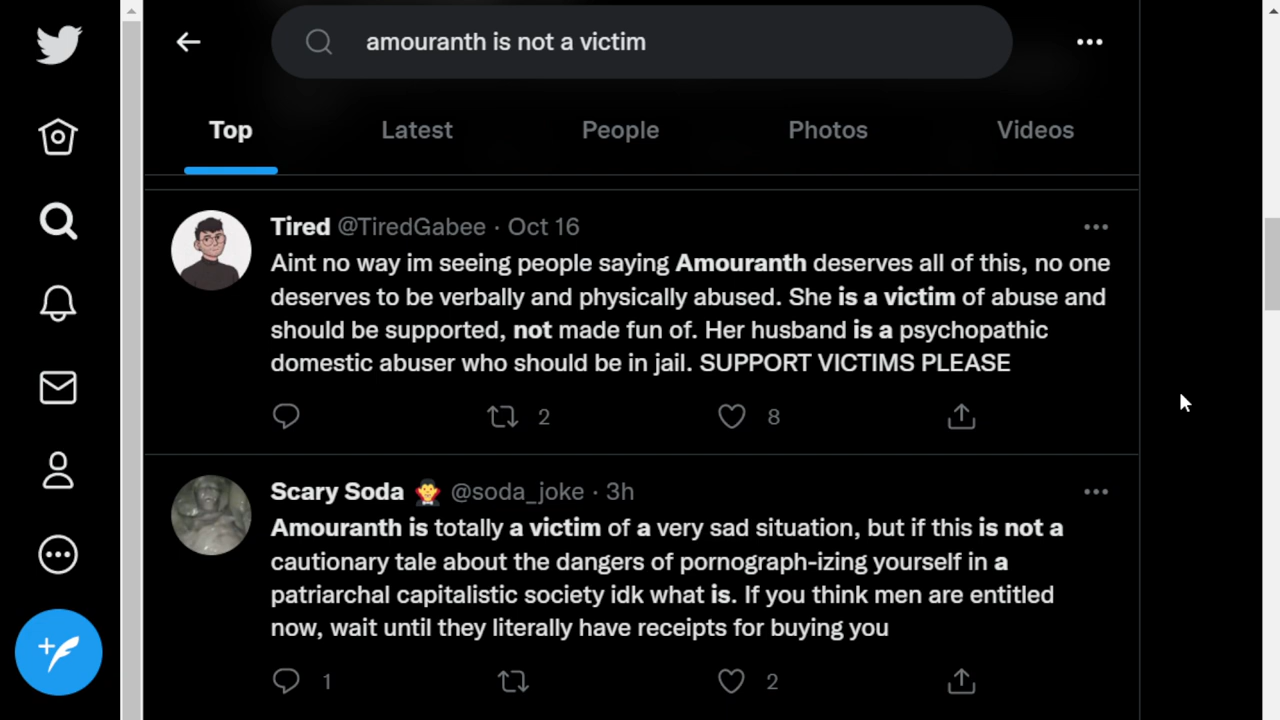 amouranth is not a victim
Top Latest People Photos Videos
Tired @TiredGabee · Oct 16
Aint no way im seeing people saying Amouranth deserves all of this, no one
deserves to be verbally and physically abused. She is a victim of abuse and
should be supported, not made fun of. Her husband is a psychopathic
domestic abuser who should be in jail. SUPPORT VICTIMS PLEASE
2 8
Scary Soda @soda_joke · 3h
Amouranth is totally a victim of a very sad situation, but if this is not a
cautionary tale about the dangers of pornograph-izing yourself in a
patriarchal capitalistic society idk what is. If you think men are entitled
now, wait until they literally have receipts for buying you
1 2